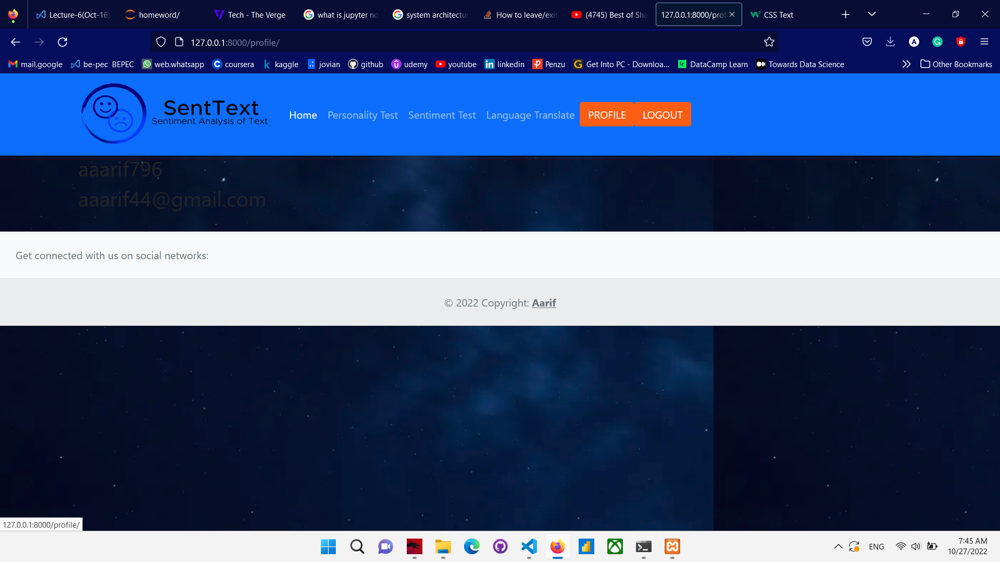 Lecture-6(Oct-16)
homeword/
Tech - The Verge
what is jupyter no
system architectur
How to leave/exit
(4745) Best of Sha
127.0.0.1:8000/profi
CSS Text
127.0.0.1:8000/profile/
mail.google
be-pec BEPEC
web.whatsapp
coursera
kaggle
jovian
github
udemy
youtube
linkedin
Penzu
Get Into PC - Downloa...
DataCamp Learn
Towards Data Science
Other Bookmarks
SentText
Sentiment Analysis of Text
Home
Personality Test
Sentiment Test
Language Translate
PROFILE
LOGOUT
aaarif796
aaarif44@gmail.com
Get connected with us on social networks:
© 2022 Copyright: Aarif
127.0.0.1:8000/profile/
ENG
7:45 AM
10/27/2022